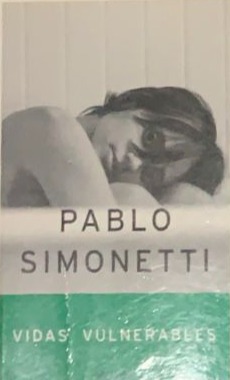 PABLO
SIMONETTI
VIDAS VULNERABLES